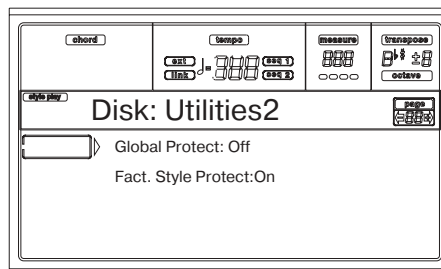 chord
tempo
measure
transpose
ext
seq 1
link
seq 2
octave
style play
Disk: Utilities2
page
Global Protect: Off
Fact. Style Protect:On